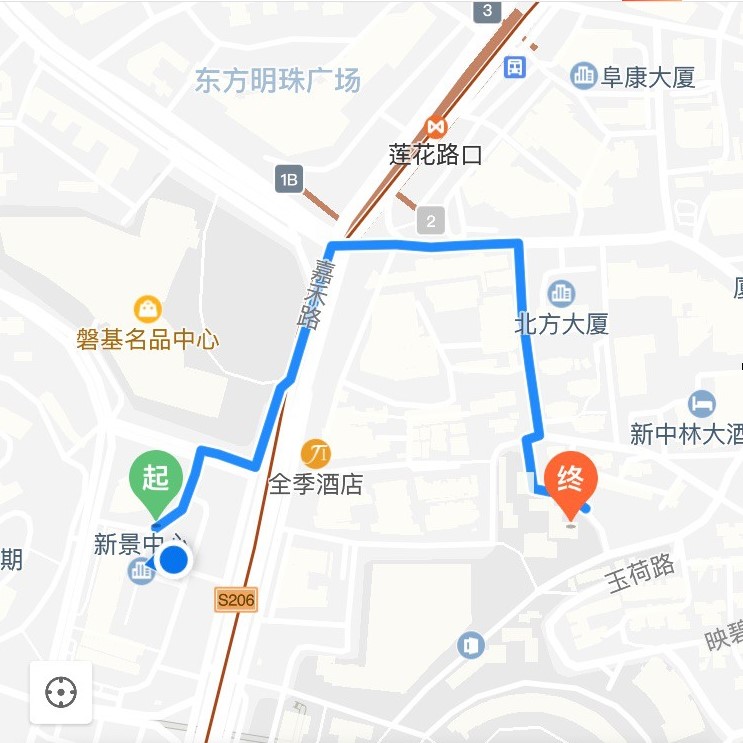 3
东方明珠广场
阜康大厦
莲花路口
1B
2
嘉禾路
北方大厦
磐基名品中心
新中林大酒
起
全季酒店
终
新景中心
期
玉荷路
S206
映碧